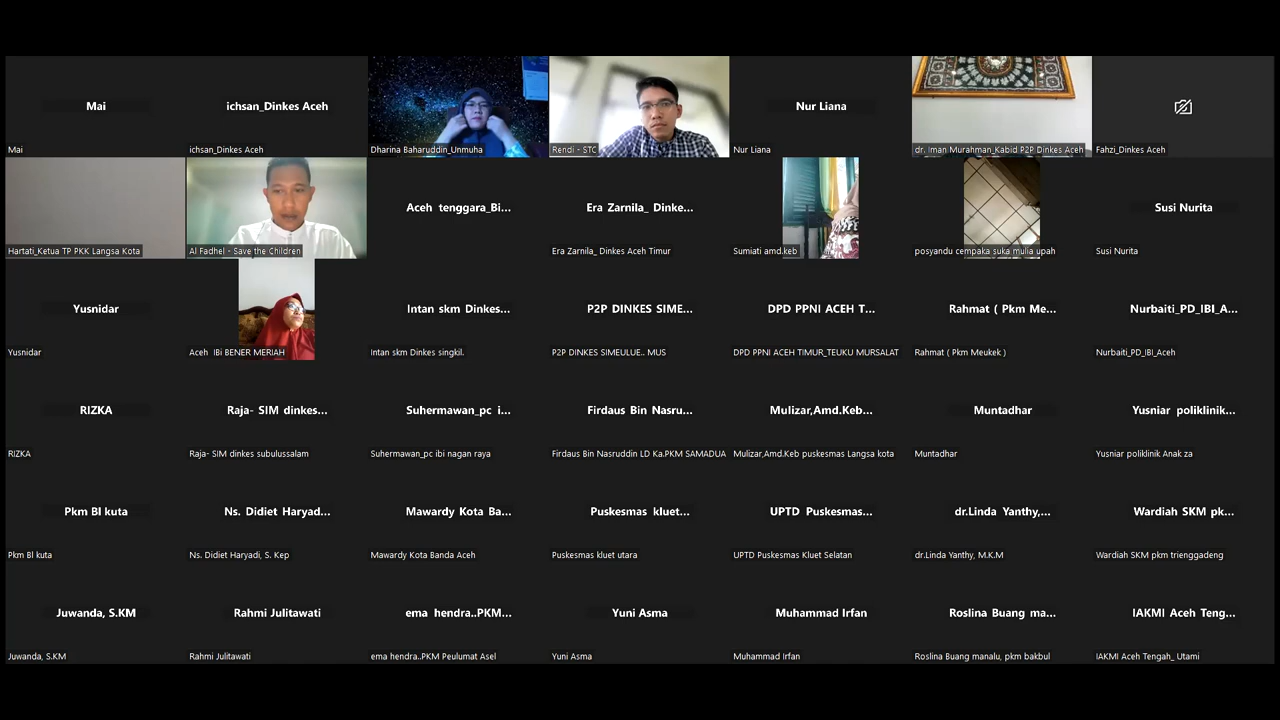 Mai
ichsan_Dinkes Aceh
Nur Liana
Mai
ichsan_Dinkes Aceh
Dharina Baharuddin_Unmuha
Rendi - STC
Nur Liana
dr. Iman Murahman_Kabid P2P Dinkes Aceh
Fahzi_Dinkes Aceh
Aceh tenggara_Bi...
Era Zarnila_ Dinke...
Susi Nurita
Hartati_Ketua TP PKK Langsa Kota
Al Fadhel - Save the Children
Era Zarnila_ Dinkes Aceh Timur
Sumiati amd.keb
posyandu cempaka suka mulia upah
Susi Nurita
Yusnidar
Intan skm Dinkes...
P2P DINKES SIME...
DPD PPNI ACEH T...
Rahmat ( Pkm Me...
Nurbaiti_PD_IBI_A...
Yusnidar
Aceh IBi BENER MERIAH
Intan skm Dinkes singkil.
P2P DINKES SIMEULUE.. MUS
DPD PPNI ACEH TIMUR_TEUKU MURSALAT
Rahmat ( Pkm Meukek )
Nurbaiti_PD_IBI_Aceh
RIZKA
Raja- SIM dinkes...
Suhermawan_pc i...
Firdaus Bin Nasru...
Mulizar,Amd.Keb...
Muntadhar
Yusniar poliklinik...
RIZKA
Raja- SIM dinkes subulussalam
Suhermawan_pc ibi nagan raya
Firdaus Bin Nasruddin LD Ka.PKM SAMADUA
Mulizar,Amd.Keb puskesmas Langsa kota
Muntadhar
Yusniar poliklinik Anak za
Pkm Bl kuta
Ns. Didiet Haryad...
Mawardy Kota Ba...
Puskesmas kluet...
UPTD Puskesmas...
dr.Linda Yanthy,...
Wardiah SKM pk...
Pkm Bl kuta
Ns. Didiet Haryadi, S. Kep
Mawardy Kota Banda Aceh
Puskesmas kluet utara
UPTD Puskesmas Kluet Selatan
dr.Linda Yanthy, M.K.M
Wardiah SKM pkm trienggadeng
Juwanda, S.KM
Rahmi Julitawati
ema hendra..PKM...
Yuni Asma
Muhammad Irfan
Roslina Buang ma...
IAKMI Aceh Teng...
Juwanda, S.KM
Rahmi Julitawati
ema hendra..PKM Peulumat Asel
Yuni Asma
Muhammad Irfan
Roslina Buang manalu, pkm bakbul
IAKMI Aceh Tengah_ Utami